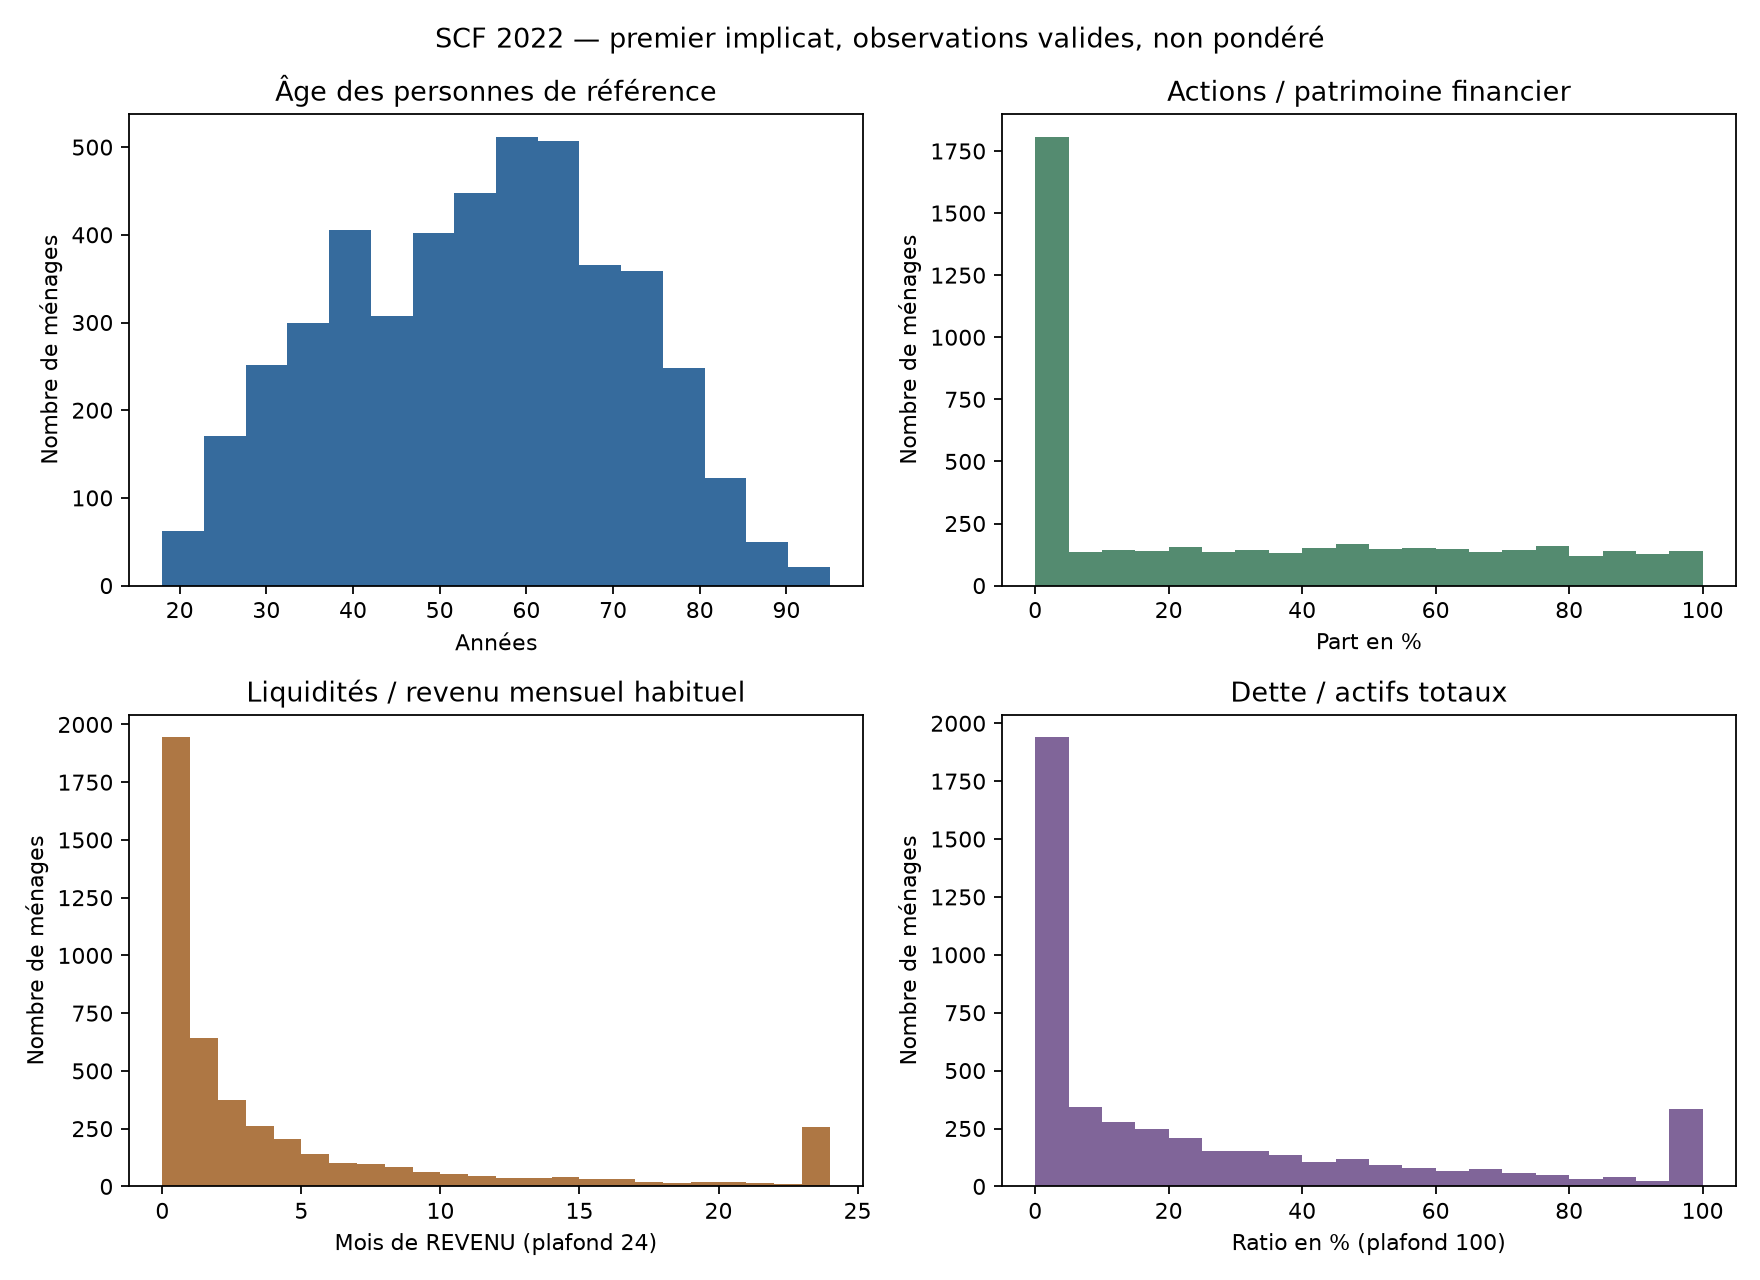 SCF 2022 — premier implicat, observations valides, non pondéré
Âge des personnes de référence
Nombre de ménages
500
400
300
200
100
0
20 30 40 50 60 70 80 90
Années
Actions / patrimoine financier
Nombre de ménages
1750
1500
1250
1000
750
500
250
0
0 20 40 60 80 100
Part en %
Liquidités / revenu mensuel habituel
Nombre de ménages
2000
1750
1500
1250
1000
750
500
250
0
0 5 10 15 20 25
Mois de REVENU (plafond 24)
Dette / actifs totaux
Nombre de ménages
2000
1750
1500
1250
1000
750
500
250
0
0 20 40 60 80 100
Ratio en % (plafond 100)